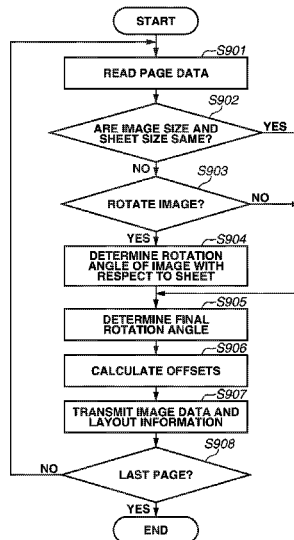 START
S901
READ PAGE DATA
S902
ARE IMAGE SIZE AND
SHEET SIZE SAME?
YES
NO
S903
ROTATE IMAGE?
NO
YES
S904
DETERMINE ROTATION
ANGLE OF IMAGE WITH
RESPECT TO SHEET
S905
DETERMINE FINAL
ROTATION ANGLE
S906
CALCULATE OFFSETS
S907
TRANSMIT IMAGE DATA AND
LAYOUT INFORMATION
S908
NO
LAST PAGE?
YES
END